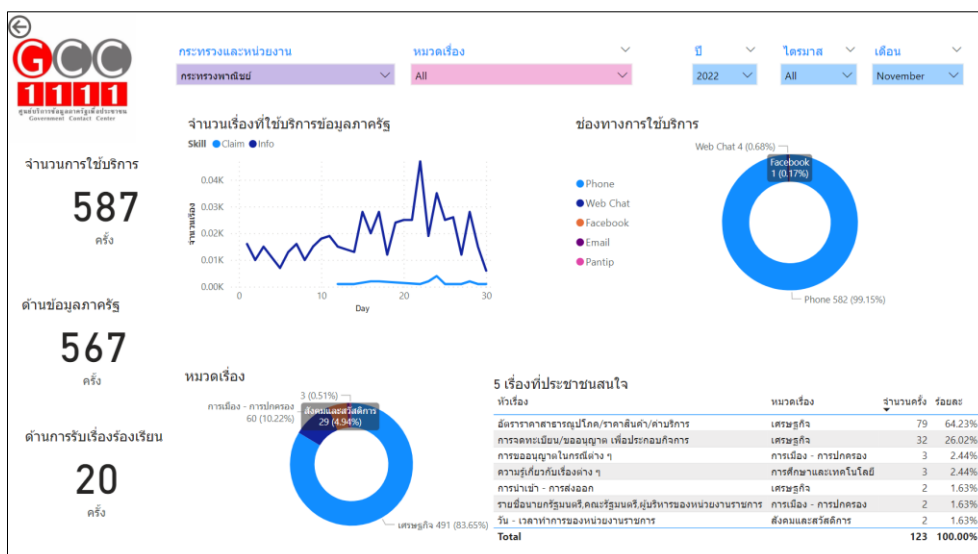 GCC
1111
ศูนย์บริการข้อมูลภาครัฐเพื่อประชาชน
Government Contact Center
กระทรวงและหน่วยงาน
กระทรวงพาณิชย์
หมวดเรื่อง
All
ปี
2022
ไตรมาส
All
เดือน
November
จำนวนการใช้บริการ
587
ครั้ง
ด้านข้อมูลภาครัฐ
567
ครั้ง
ด้านการรับเรื่องร้องเรียน
20
ครั้ง
จำนวนเรื่องที่ใช้บริการข้อมูลภาครัฐ
Skill Claim Info
จำนวนเรื่อง
0.04K
0.03K
0.02K
0.01K
0.00K
0 10 20 30
Day
ช่องทางการใช้บริการ
Phone
Web Chat
Facebook
Email
Pantip
Web Chat 4 (0.68%)
Facebook
1 (0.17%)
Phone 582 (99.15%)
หมวดเรื่อง
3 (0.51%)
การเมือง - การปกครอง
60 (10.22%)
สังคมและสวัสดิการ
29 (4.94%)
เศรษฐกิจ 491 (83.65%)
5 เรื่องที่ประชาชนสนใจ
หัวเรื่อง หมวดเรื่อง จำนวนครั้ง ร้อยละ
อัตราราคาสาธารณูปโภค/ราคาสินค้า/ค่าบริการ เศรษฐกิจ 79 64.23%
การจดทะเบียน/ขออนุญาต เพื่อประกอบกิจการ เศรษฐกิจ 32 26.02%
การขออนุญาตในกรณีต่าง ๆ การเมือง - การปกครอง 3 2.44%
ความรู้เกี่ยวกับเรื่องต่าง ๆ การศึกษาและเทคโนโลยี 3 2.44%
การนำเข้า - การส่งออก เศรษฐกิจ 2 1.63%
รายชื่อนายกรัฐมนตรี,คณะรัฐมนตรี,ผู้บริหารของหน่วยงานราชการ การเมือง - การปกครอง 2 1.63%
วัน - เวลาทำการของหน่วยงานราชการ สังคมและสวัสดิการ 2 1.63%
Total 123 100.00%